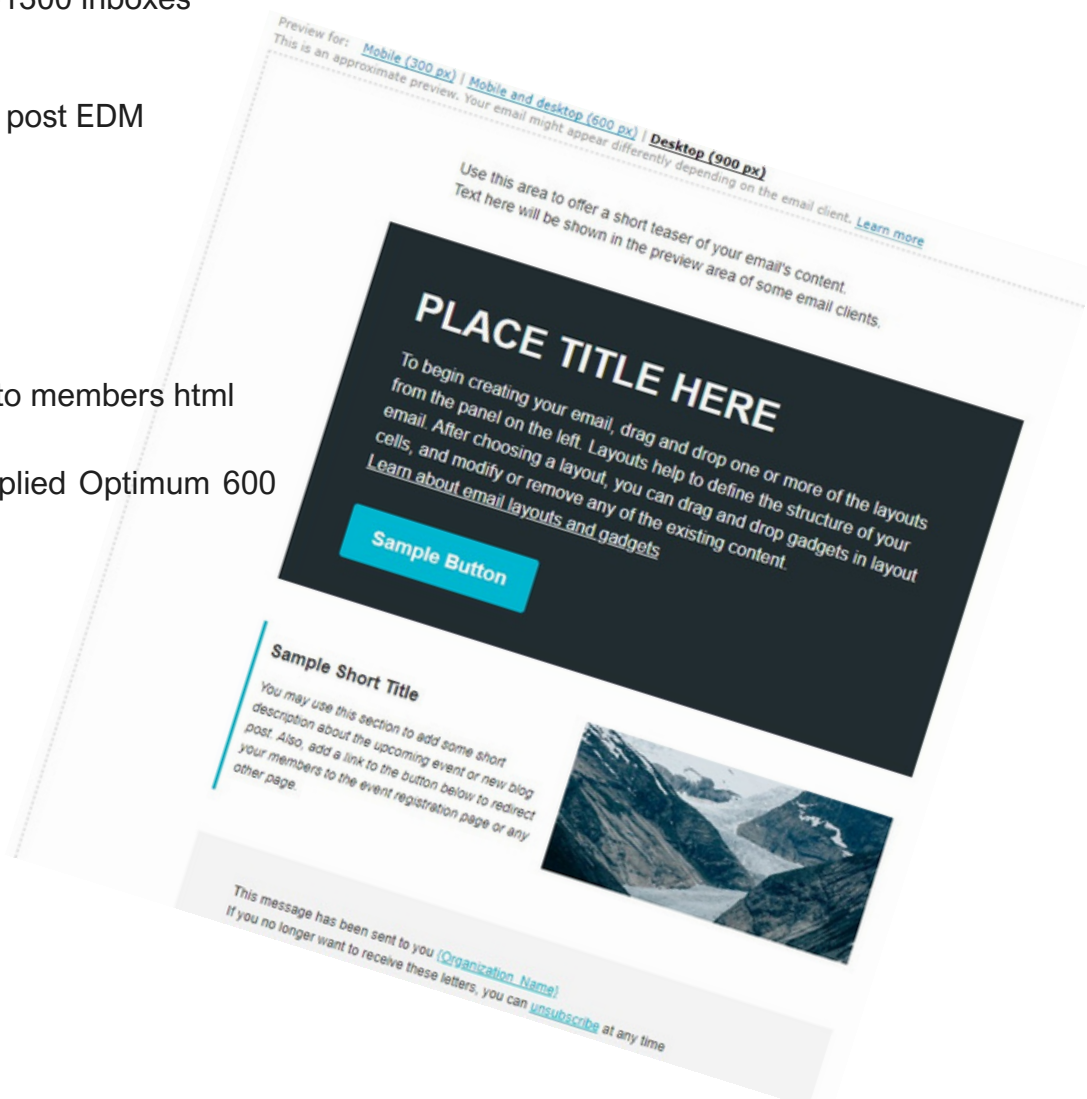 1500 inboxes
post EDM
to members html
plied Optimum 600
Preview for: Mobile (300 px) | Mobile and desktop (600 px) | Desktop (900 px)
This is an approximate preview. Your email might appear differently depending on the email client. Learn more
Use this area to offer a short teaser of your email's content.
Text here will be shown in the preview area of some email clients.
PLACE TITLE HERE
To begin creating your email, drag and drop one or more of the layouts
from the panel on the left. Layouts help to define the structure of your
email. After choosing a layout, you can drag and drop gadgets in layout
cells, and modify or remove any of the existing content.
Learn about email layouts and gadgets
Sample Button
Sample Short Title
You may use this section to add some short
description about the upcoming event or new blog
post. Also, add a link to the button below to redirect
your members to the event registration page or any
other page.
This message has been sent to you {Organization_Name}
If you no longer want to receive these letters, you can unsubscribe at any time